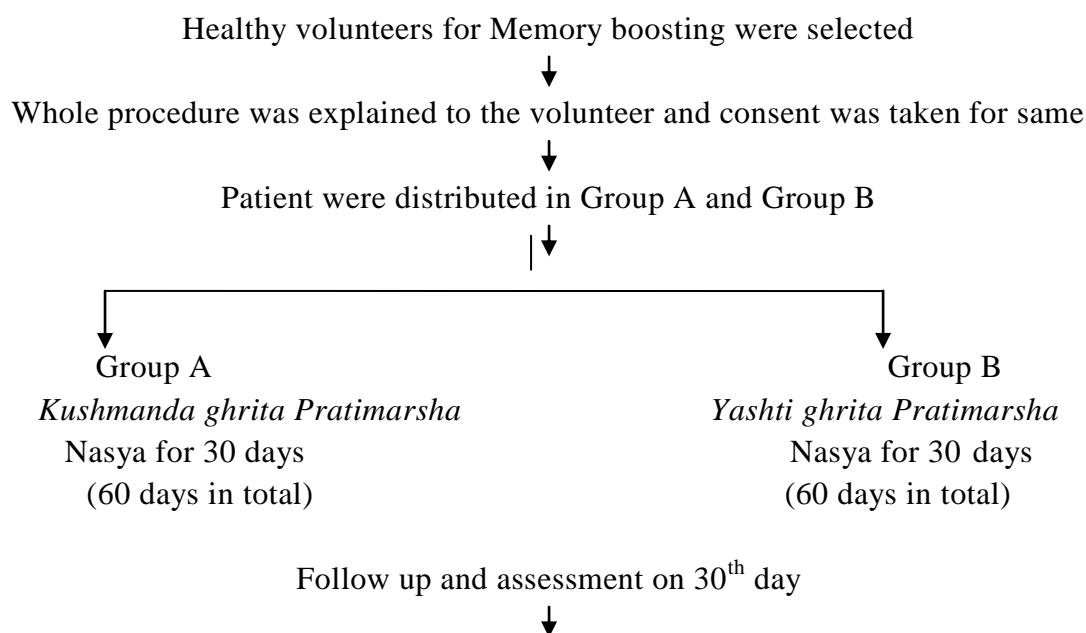 Healthy volunteers for Memory boosting were selected
Whole procedure was explained to the volunteer and consent was taken for same
Patient were distributed in Group A and Group B
Group A
Kushmanda ghrita Pratimarsha
Nasya for 30 days
(60 days in total)
Group B
Yashti ghrita Pratimarsha
Nasya for 30 days
(60 days in total)
Follow up and assessment on 30th day